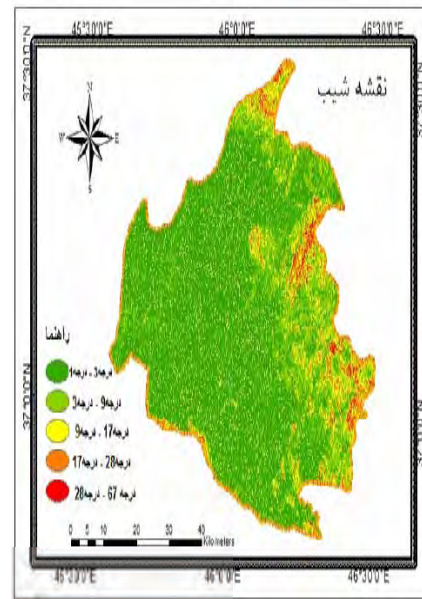 45°30'0"E 46°0'0"E 46°30'0"E
37°30'0"N
نقشه شیب
N
W E
S
راهنما
1درجه - 3درجه
3درجه - 9درجه
9درجه - 17درجه
17درجه - 28درجه
28درجه - 67درجه
0 5 10 20 30 40
Kilometers
46°0'0"E 46°30'0"E